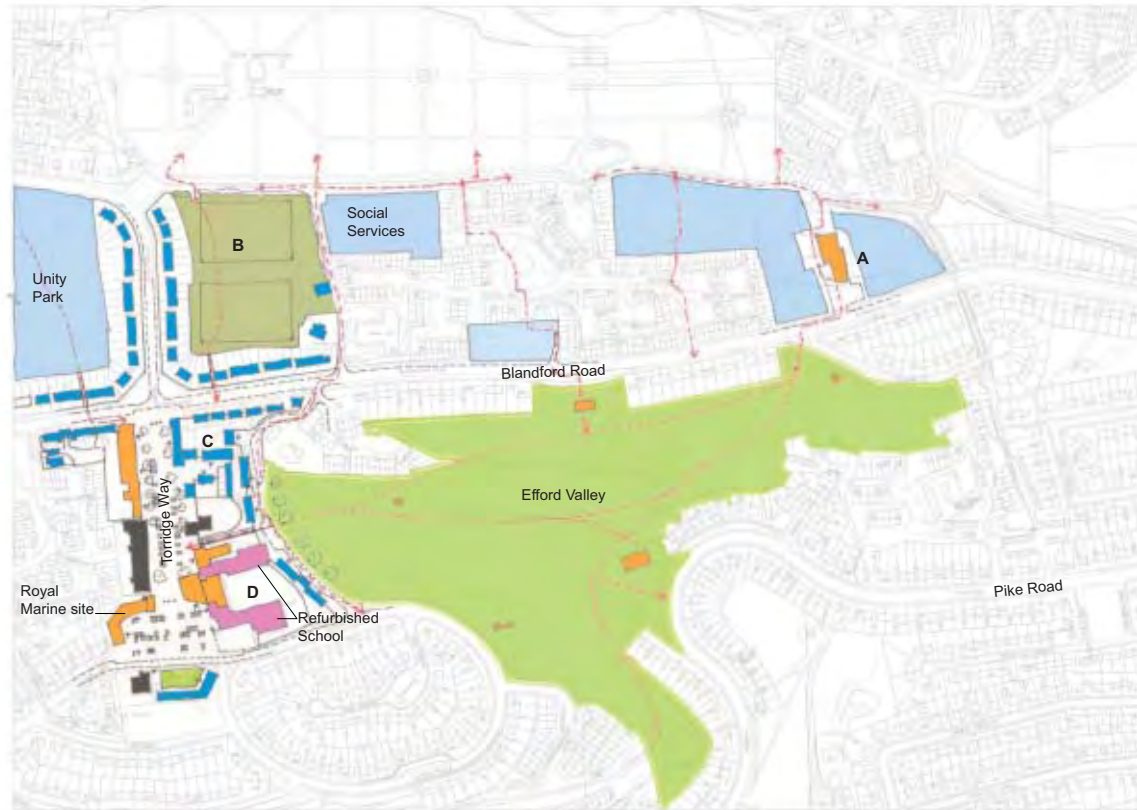 B
Social
Services
A
Unity
Park
Blandford Road
C
Efford Valley
Torridge Way
D
Royal
Marine site
Refurbished
School
Pike Road